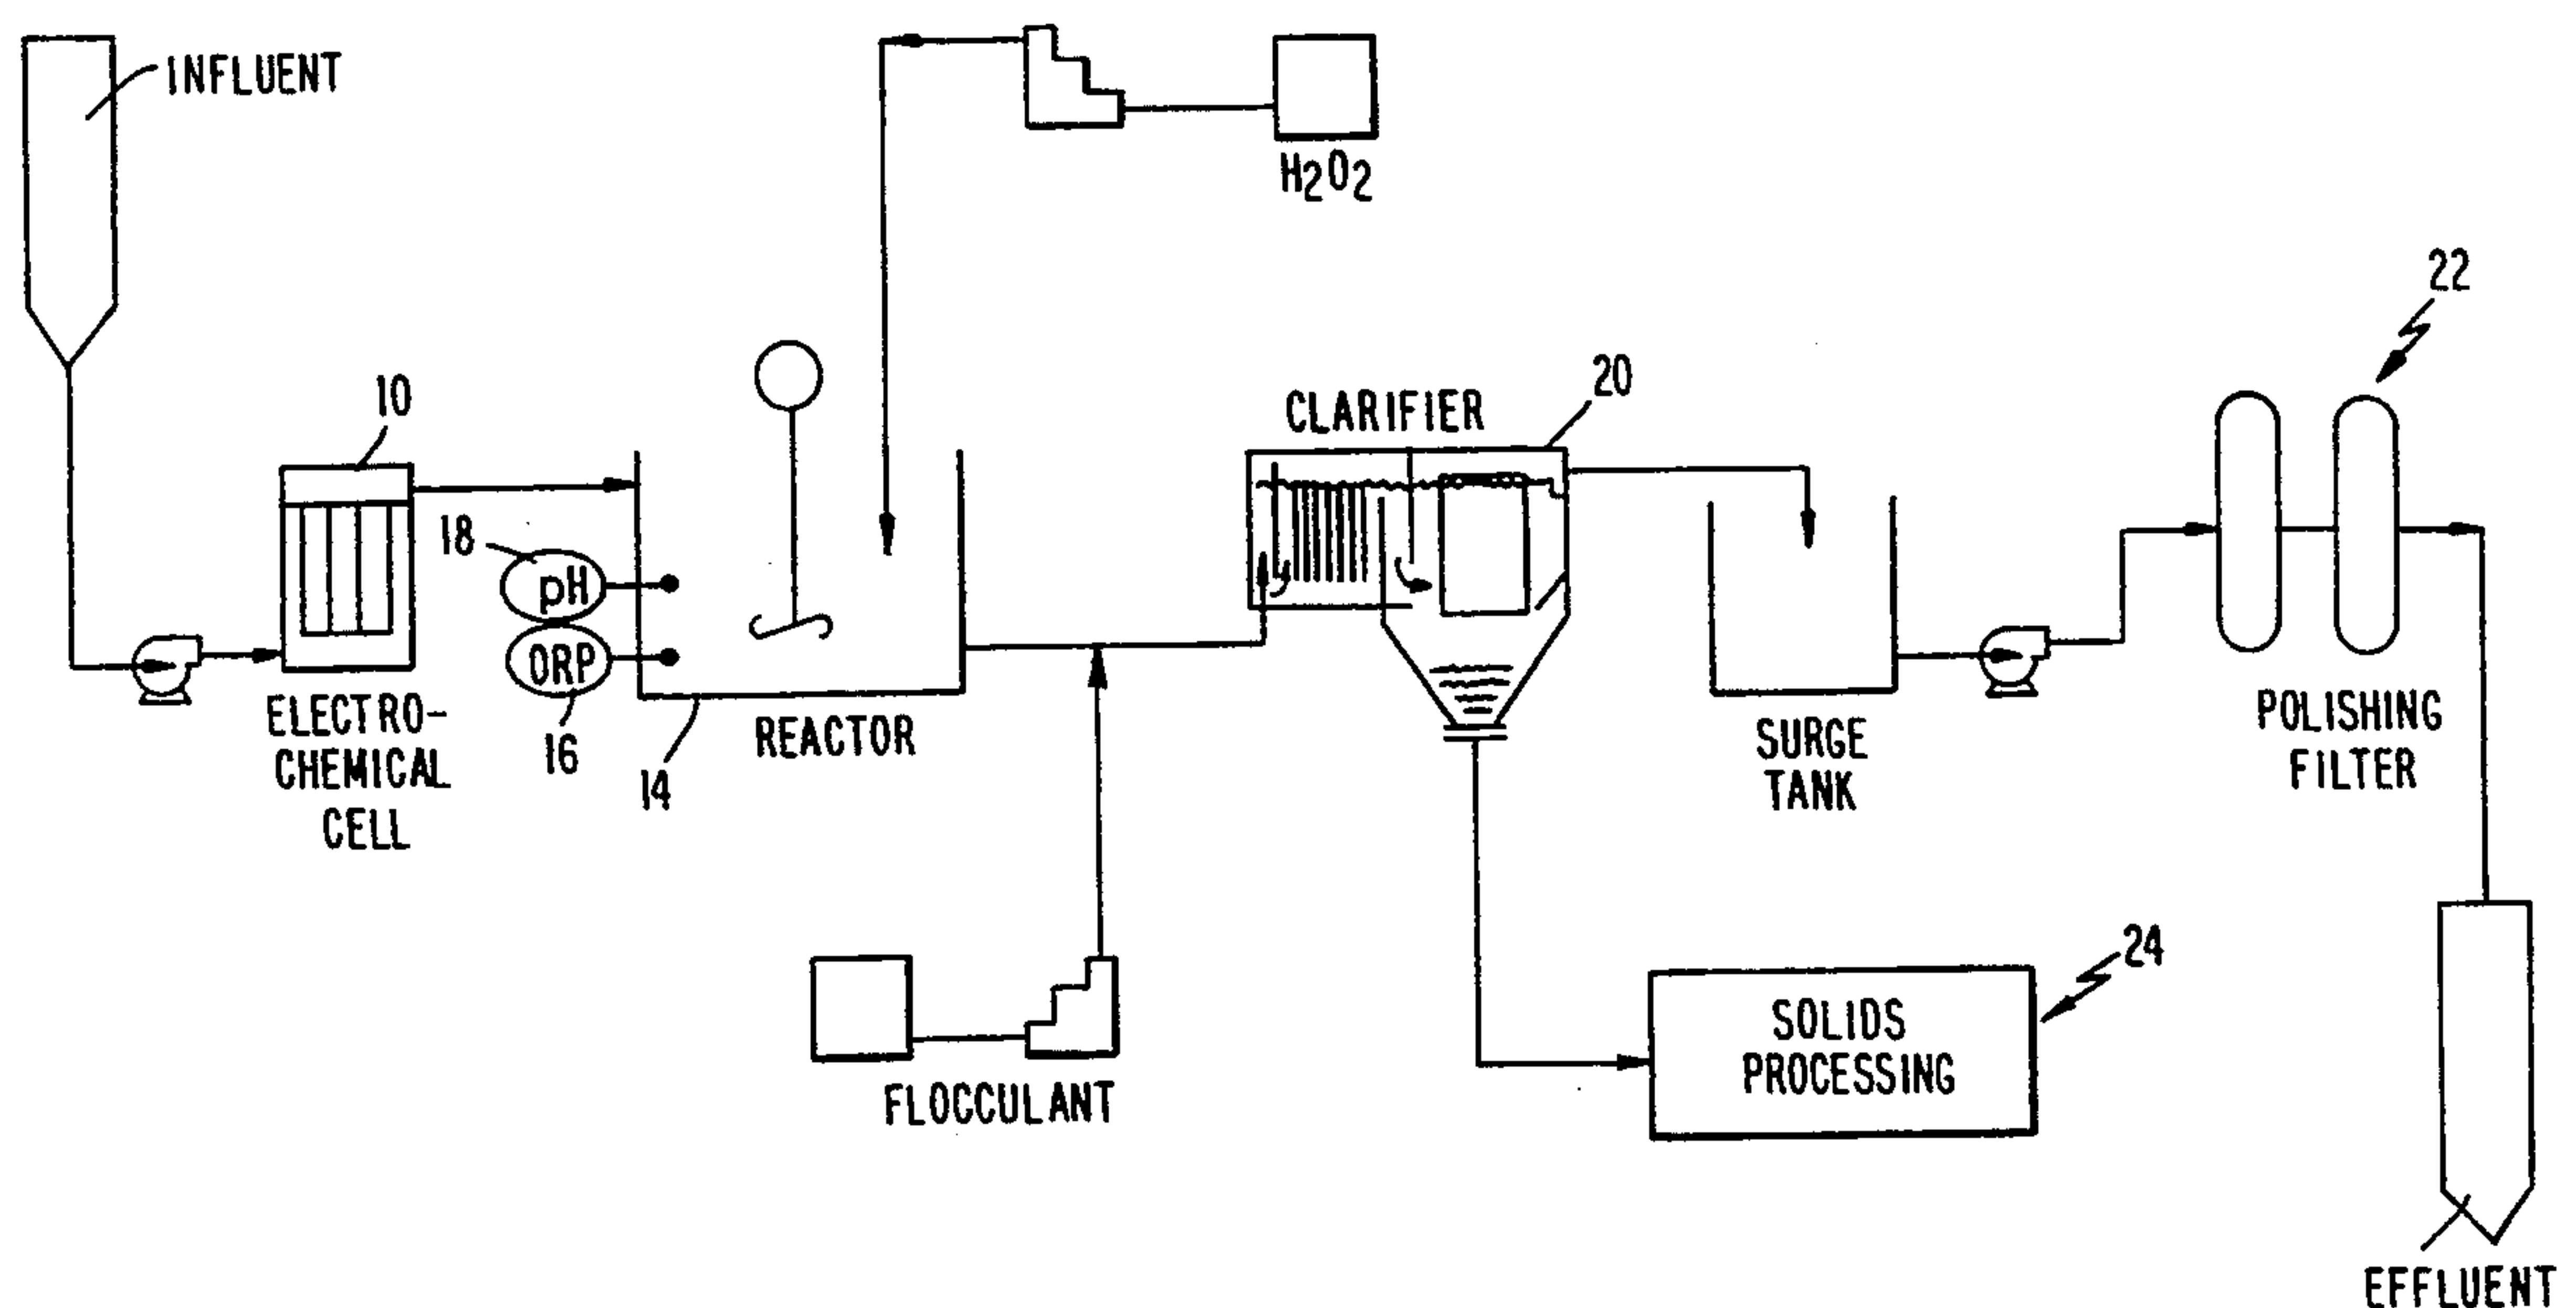 INFLUENT
H2O2
22
10
CLARIFIER
20
18
pH
ORP
16
14
REACTOR
ELECTRO-
CHEMICAL
CELL
SURGE
TANK
POLISHING
FILTER
FLOCCULANT
SOLIDS
PROCESSING
24
EFFLUENT